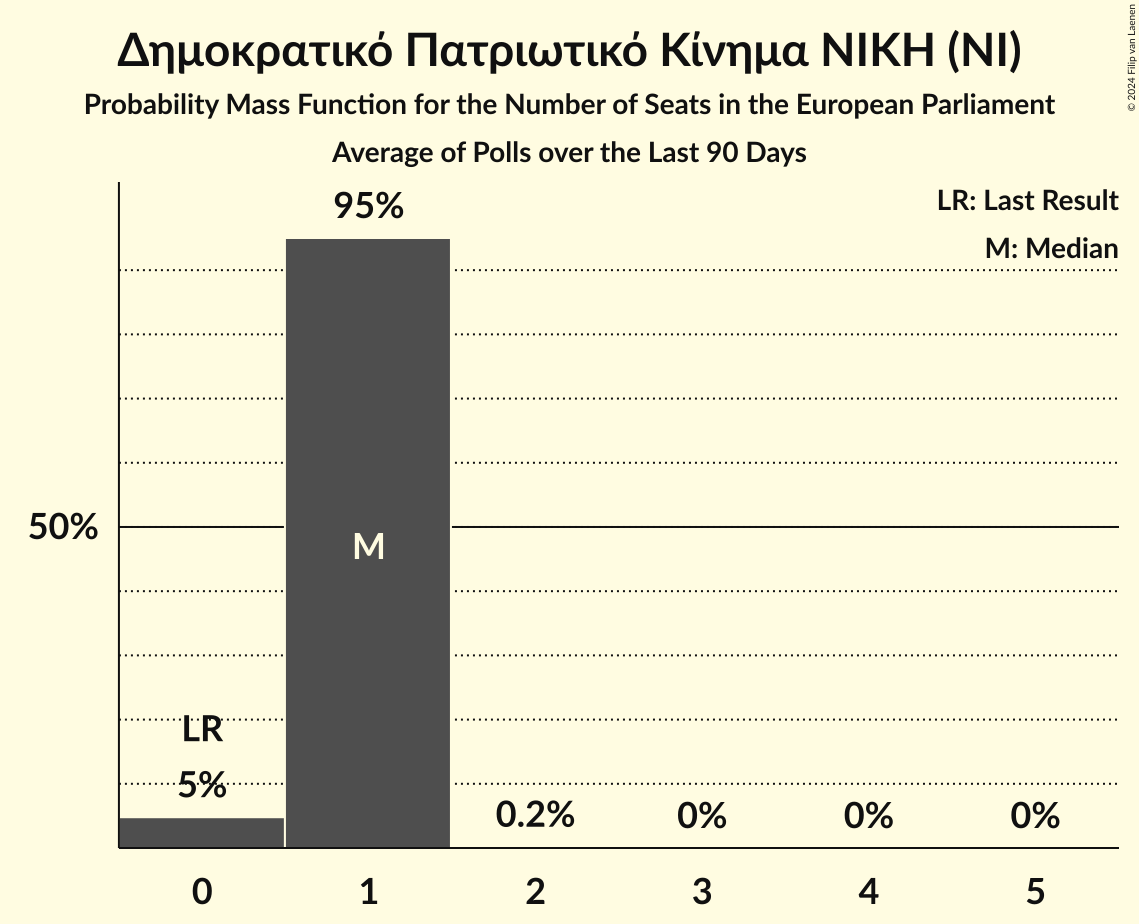 Δημοκρατικό Πατριωτικό Κίνημα ΝΙΚΗ (NI)
Probability Mass Function for the Number of Seats in the European Parliament
Average of Polls over the Last 90 Days
© 2024 Filip van Laenen
LR: Last Result
M: Median
95%
50%
M
LR
5%
0.2%
0%
0%
0%
0
1
2
3
4
5